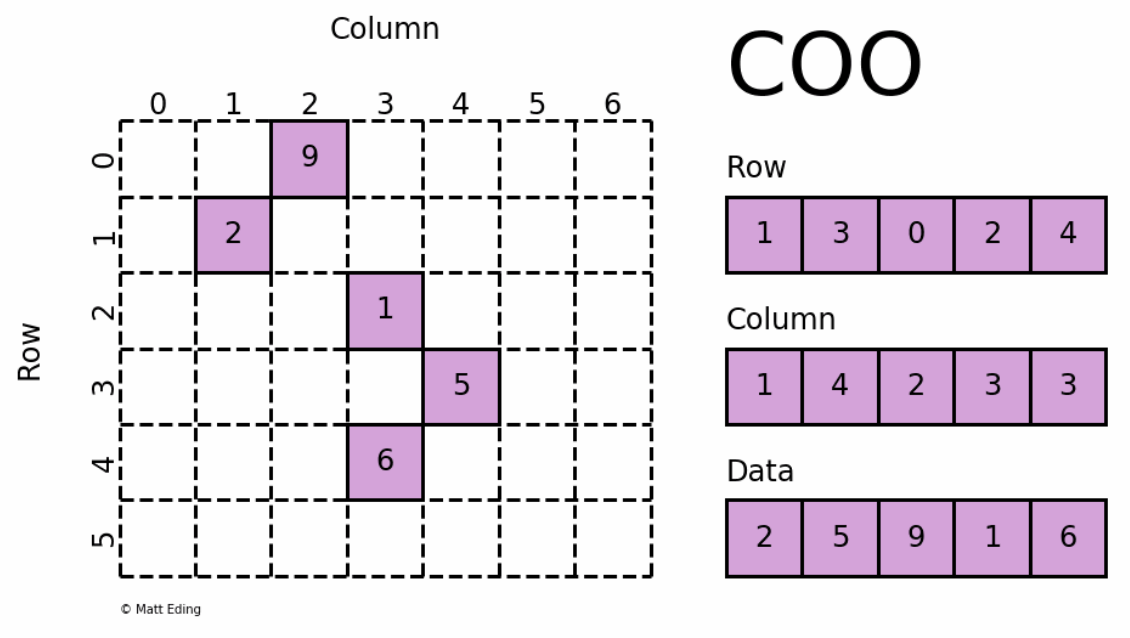 Column
0 1 2 3 4 5 6
Row
0 9
1 2
2 1
3 5
4 6
5
© Matt Eding
COO
Row
1 3 0 2 4
Column
1 4 2 3 3
Data
2 5 9 1 6